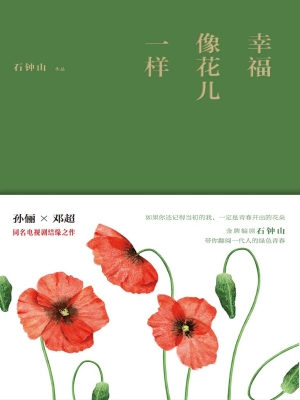 幸福
像花儿
一样
石钟山 作品
孙俪 × 邓超
同名电视剧结缘之作
如果你还记得当初的我，一定是青春开出的花朵
金牌编剧石钟山
带你翻阅一代人的绿色青春